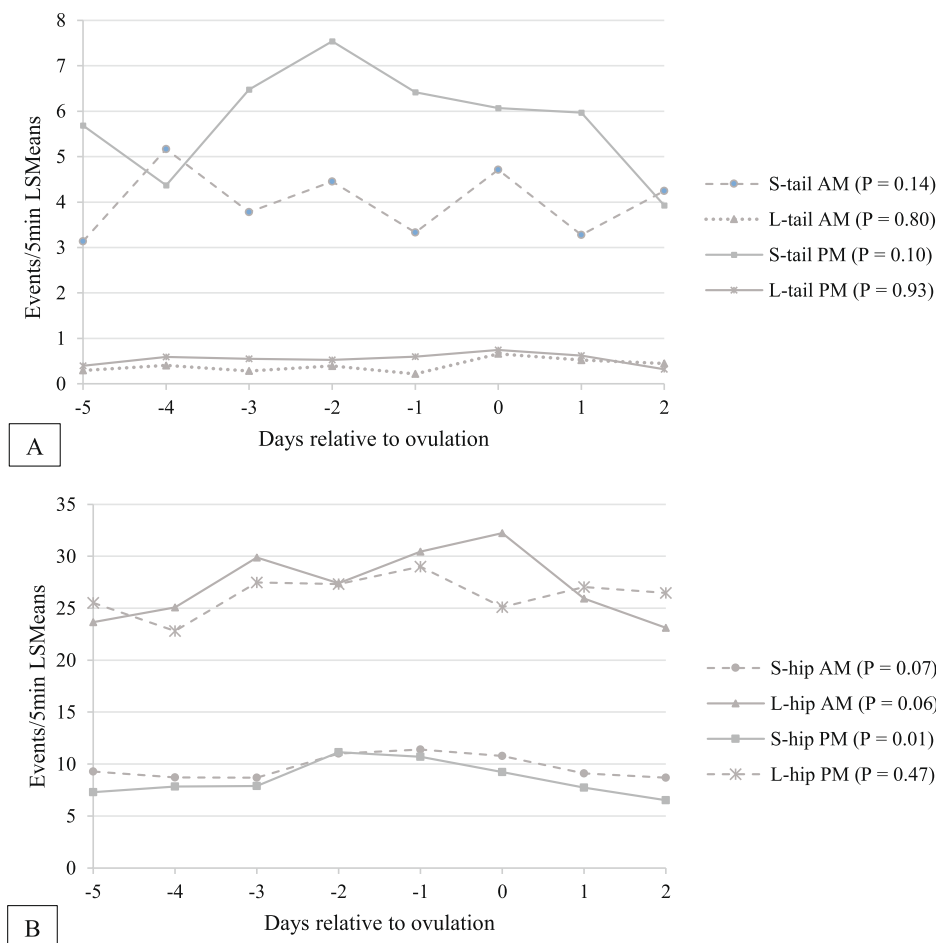 8
7
6
5
4
3
2
1
0
Events/5min LSMeans
-5 -4 -3 -2 -1 0 1 2
Days relative to ovulation
S-tail AM (P = 0.14)
L-tail AM (P = 0.80)
S-tail PM (P = 0.10)
L-tail PM (P = 0.93)
A
35
30
25
20
15
10
5
0
Events/5min LSMeans
-5 -4 -3 -2 -1 0 1 2
Days relative to ovulation
S-hip AM (P = 0.07)
L-hip AM (P = 0.06)
S-hip PM (P = 0.01)
L-hip PM (P = 0.47)
B